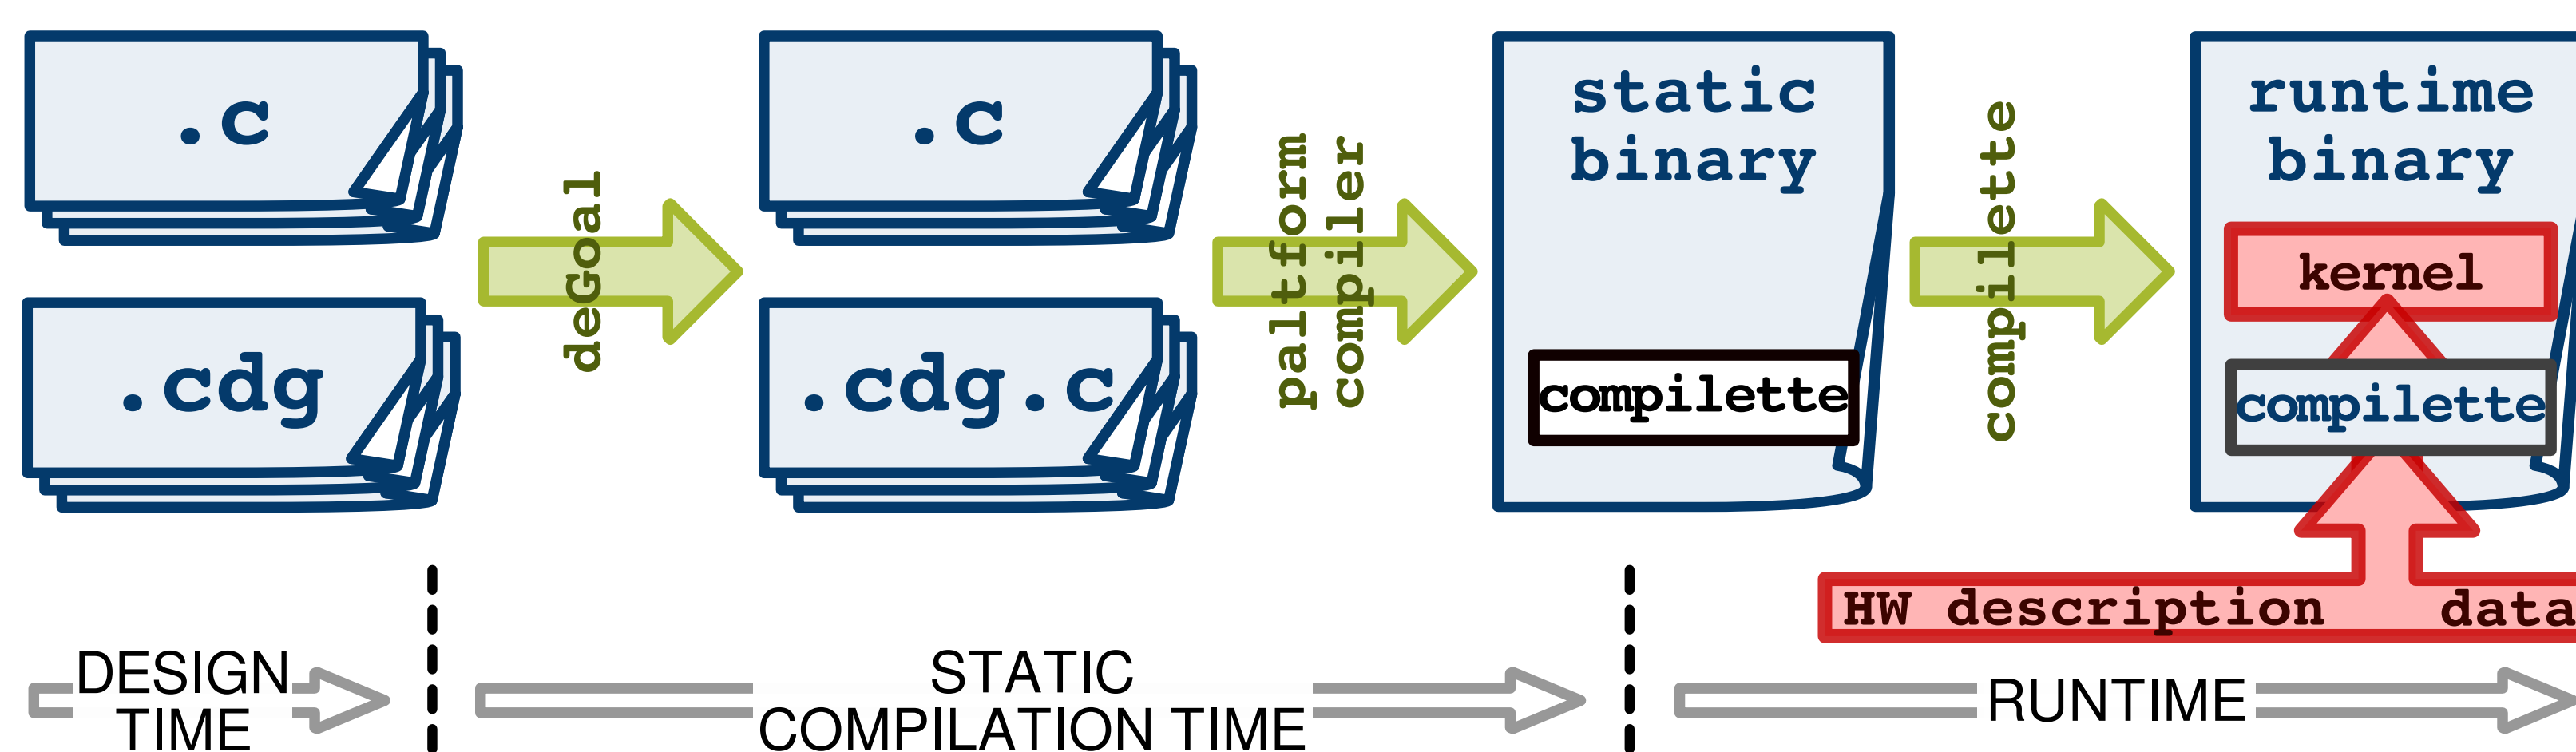 .c
.cdg
deGoal
.c
.cdg.c
paltform
compiler
static
binary
compilette
compilette
runtime
binary
kernel
compilette
HW description data
DESIGN
TIME
STATIC
COMPILATION TIME
RUNTIME